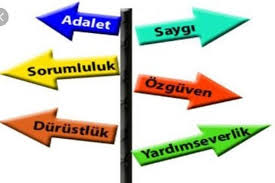 Adalet
Saygı
Sorumluluk
Özgüven
Dürüstlük
Yardımseverlik